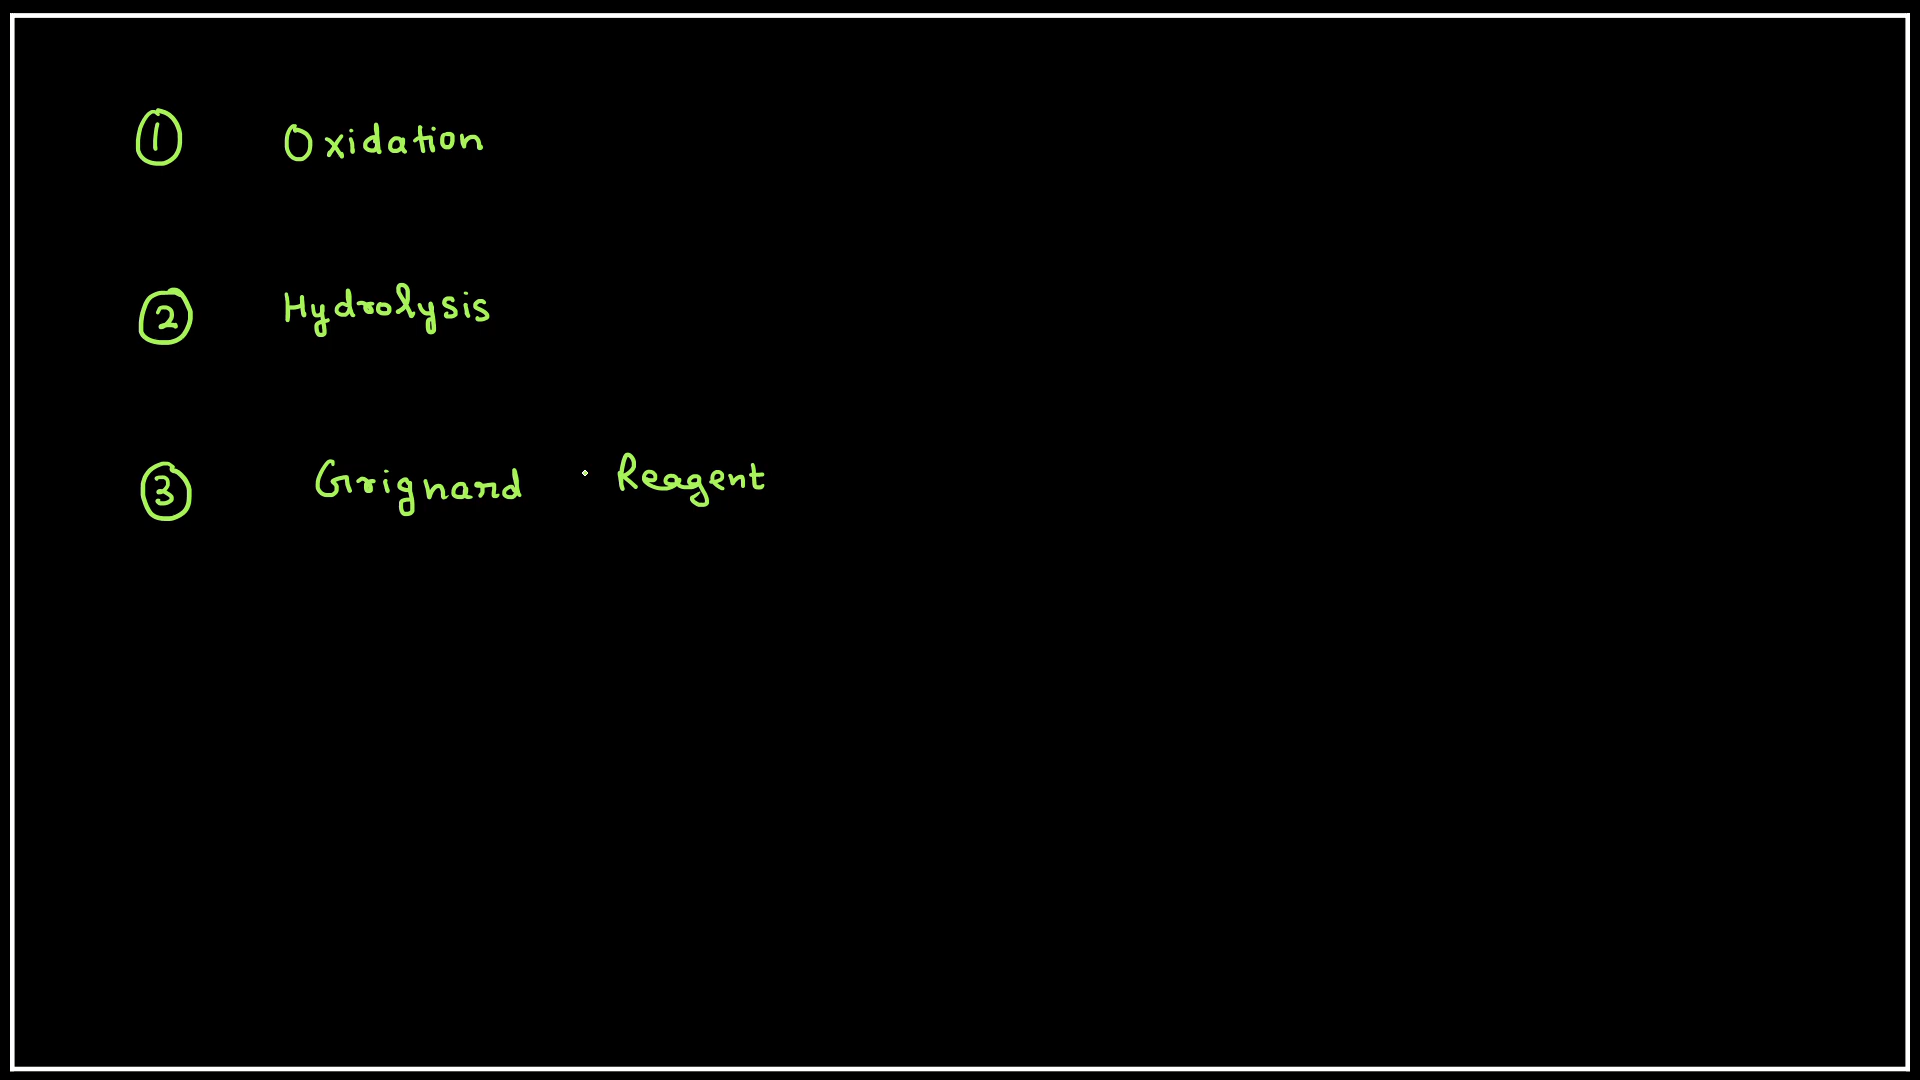 ① Oxidation
② Hydrolysis
③ Grignard Reagent